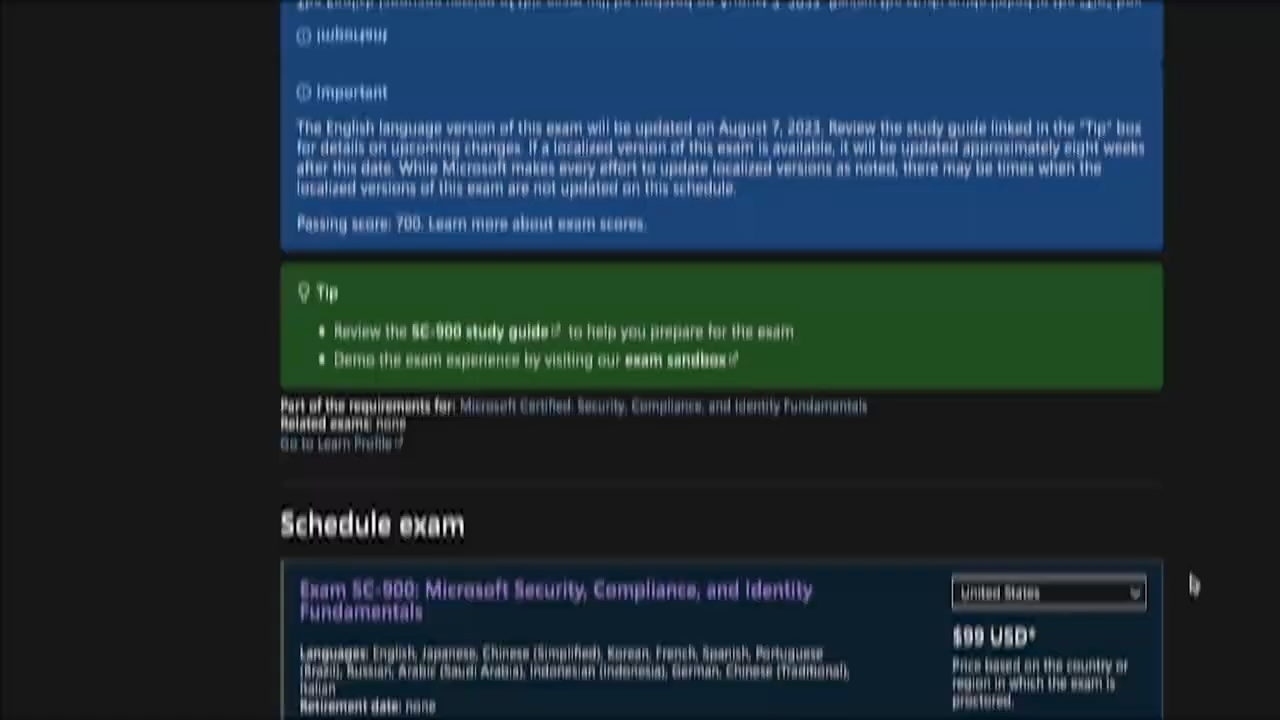 Important
The English language version of this exam will be updated on August 7, 2023. Review the study guide linked in the "Tip" box
for details on upcoming changes. If a localized version of this exam is available, it will be updated approximately eight weeks
after this date. While Microsoft makes every effort to update localized versions as noted, there may be times when the
localized versions of this exam are not updated on this schedule.
Passing score: 700. Learn more about exam scores.
Tip
Review the SC-900 study guide to help you prepare for the exam
Demo the exam experience by visiting our exam sandbox
Part of the requirements for: Microsoft Certified: Security, Compliance, and Identity Fundamentals
Related exams: none
Go to Learn Profile
Schedule exam
Exam SC-900: Microsoft Security, Compliance, and Identity
Fundamentals
United States
$99 USD*
Languages: English, Japanese, Chinese (Simplified), Korean, French, Spanish, Portuguese
(Brazil), Russian, Arabic (Saudi Arabia), Indonesian (Indonesia), German, Chinese (Traditional),
Italian
Retirement date: none
Price based on the country or
region in which the exam is
proctored.